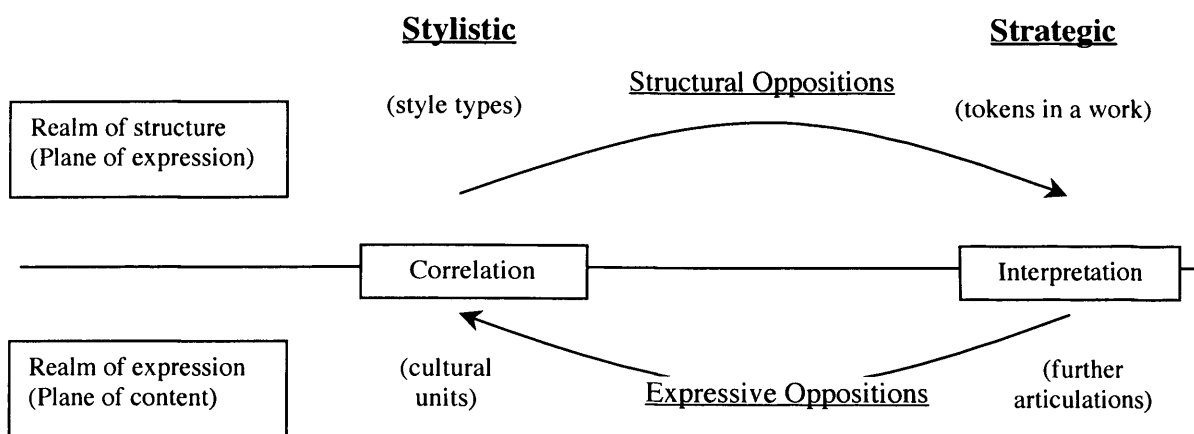 Stylistic
Strategic
Structural Oppositions
(style types)
(tokens in a work)
Realm of structure
(Plane of expression)
Correlation
Interpretation
Realm of expression
(Plane of content)
(cultural
units)
Expressive Oppositions
(further
articulations)